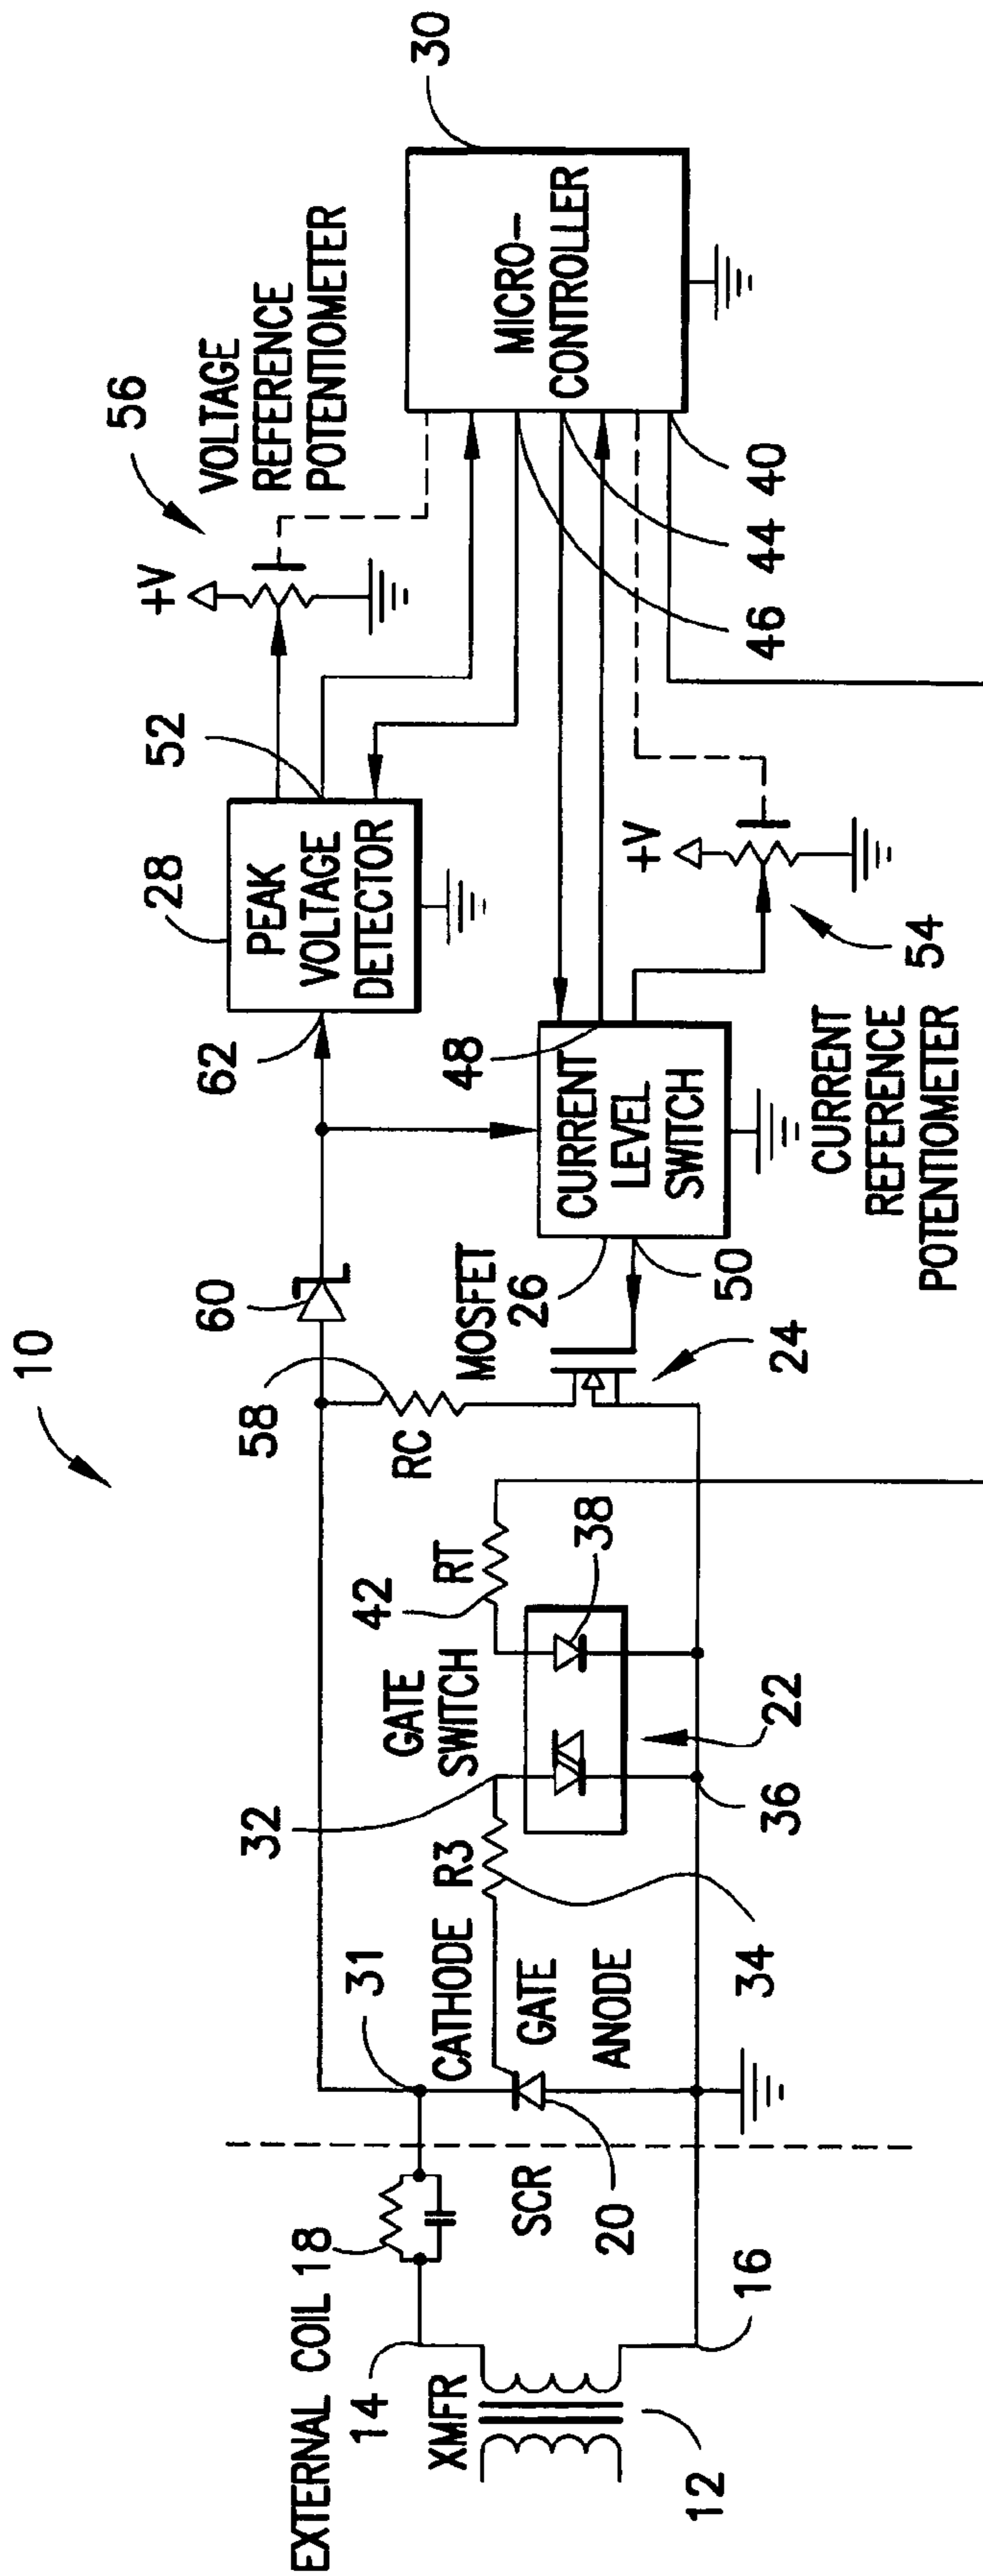 10
EXTERNAL COIL 18
14
XMFR
12
16
SCR
20
31
CATHODE
GATE
ANODE
R3
34
32
GATE
SWITCH
36
22
42
RT
38
58
RC
60
MOSFET
24
26
50
CURRENT
LEVEL
SWITCH
48
62
28
PEAK
VOLTAGE
DETECTOR
52
+V
54
CURRENT
REFERENCE
POTENTIOMETER
+V
56
VOLTAGE
REFERENCE
POTENTIOMETER
46
44
40
MICRO-
CONTROLLER
30